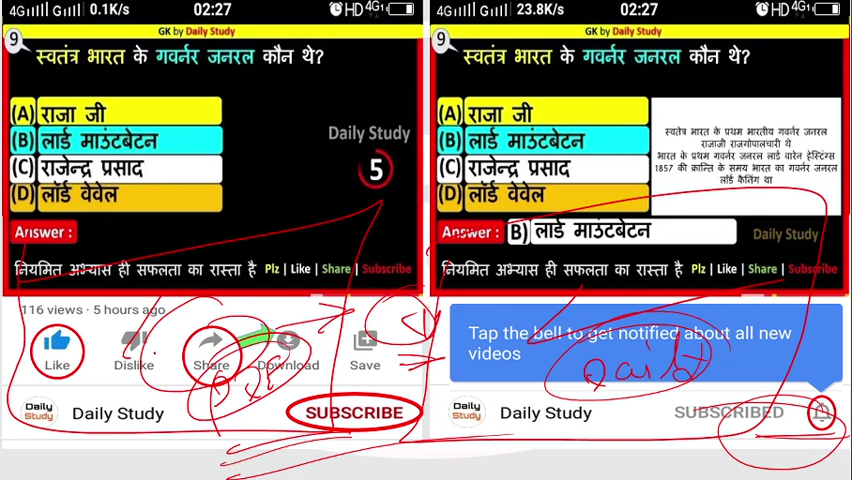 4G G 0.1K/s 02:27 HD 4G
GK by Daily Study
9
स्वतंत्र भारत के गवर्नर जनरल कौन थे?
(A) राजा जी
(B) लार्ड माउंटबेटन
(C) राजेन्द्र प्रसाद
(D) लॉर्ड वेवेल
Daily Study
5
Answer :
नियमित अभ्यास ही सफलता का रास्ता है Plz | Like | Share | Subscribe
116 views · 5 hours ago
Like Dislike Share Download Save
Daily Study
Daily Study SUBSCRIBE
4G G 23.8K/s 02:27 HD 4G
GK by Daily Study
9
स्वतंत्र भारत के गवर्नर जनरल कौन थे?
(A) राजा जी
(B) लार्ड माउंटबेटन
(C) राजेन्द्र प्रसाद
(D) लॉर्ड वेवेल
स्वतंत्र भारत के प्रथम भारतीय गवर्नर जनरल
राजाजी राजगोपालचारी थे
भारत के प्रथम गवर्नर जनरल लार्ड वारेन हेस्टिंग्स
1857 की क्रान्ति के समय भारत का गवर्नर जनरल
लॉर्ड कैनिंग था
Answer : B) लार्ड माउंटबेटन
Daily Study
नियमित अभ्यास ही सफलता का रास्ता है Plz | Like | Share | Subscribe
Tap the bell to get notified about all new
videos
Daily Study
Daily Study SUBSCRIBED